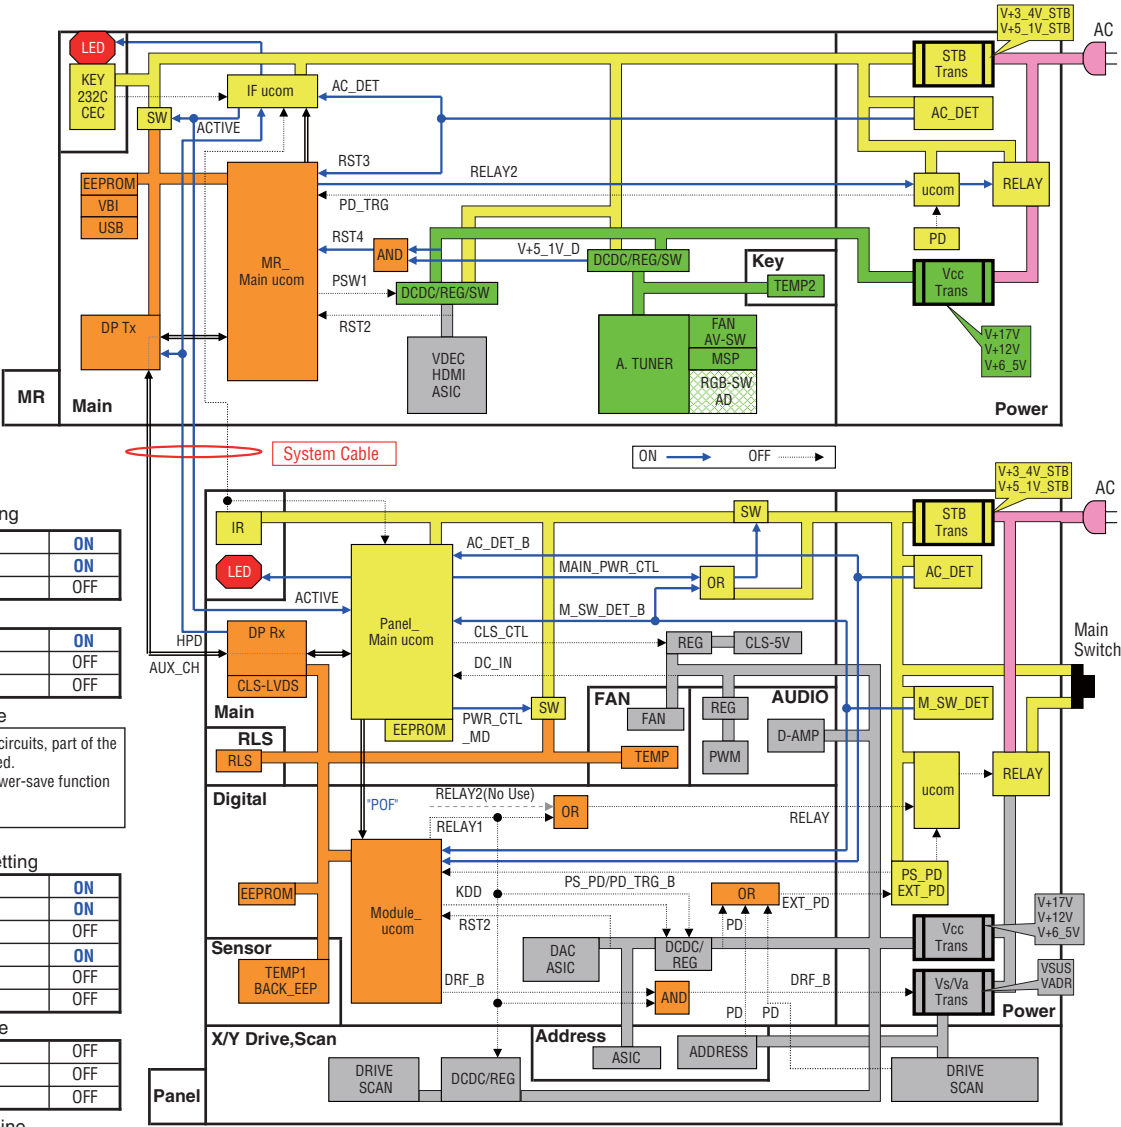 V+3_4V_STB
V+5_1V_STB
AC
LED
KEY
232C
CEC
IF ucom
AC_DET
STB
Trans
SW
ACTIVE
AC_DET
RST3
RELAY2
EEPROM
VBI
USB
PD_TRG
ucom
RELAY
MR_
Main ucom
RST4
AND
V+5_1V_D
DCDC/REG/SW
PD
Key
TEMP2
PSW1
DCDC/REG/SW
Vcc
Trans
DP Tx
RST2
VDEC
HDMI
ASIC
A. TUNER
FAN
AV-SW
MSP
RGB-SW
AD
V+17V
V+12V
V+6_5V
MR
Main
Power
System Cable
ON
OFF
V+3_4V_STB
V+5_1V_STB
AC
IR
SW
STB
Trans
ng
ON
ON
OFF
LED
AC_DET_B
MAIN_PWR_CTL
OR
AC_DET
ACTIVE
Panel_
Main ucom
M_SW_DET_B
HPD
DP Rx
CLS_CTL
REG
CLS-5V
Main
Switch
ON
OFF
OFF
AUX_CH
CLS-LVDS
DC_IN
Main
EEPROM
PWR_CTL
_MD
SW
FAN
FAN
REG
AUDIO
D-AMP
M_SW_DET
e
circuits, part of the
ed.
wer-save function
RLS
RLS
TEMP
PWM
ucom
RELAY
Digital
"POF"
RELAY2(No Use)
RELAY1
OR
RELAY
etting
ON
ON
OFF
ON
OFF
OFF
EEPROM
Module_
ucom
KDD
RST2
PS_PD/PD_TRG_B
OR
EXT_PD
PD
PS_PD
EXT_PD
V+17V
V+12V
V+6_5V
Vcc
Trans
Sensor
TEMP1
BACK_EEP
DAC
ASIC
DCDC/
REG
DRF_B
AND
DRF_B
Vs/Va
Trans
VSUS
VADR
Power
PD
PD
e
OFF
OFF
OFF
X/Y Drive,Scan
Address
ASIC
ADDRESS
DRIVE
SCAN
DCDC/REG
DRIVE
SCAN
Panel
ine